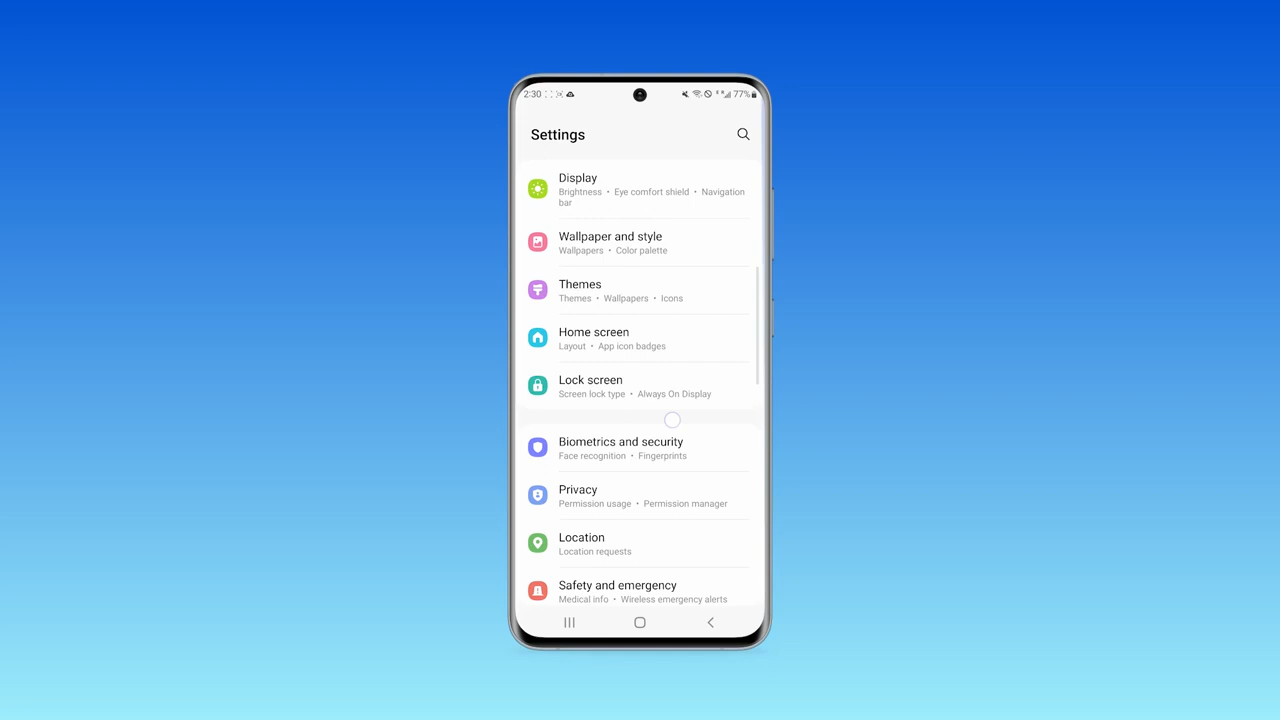 2:30
77%
Settings
Display
Brightness • Eye comfort shield • Navigation
bar
Wallpaper and style
Wallpapers • Color palette
Themes
Themes • Wallpapers • Icons
Home screen
Layout • App icon badges
Lock screen
Screen lock type • Always On Display
Biometrics and security
Face recognition • Fingerprints
Privacy
Permission usage • Permission manager
Location
Location requests
Safety and emergency
Medical info • Wireless emergency alerts